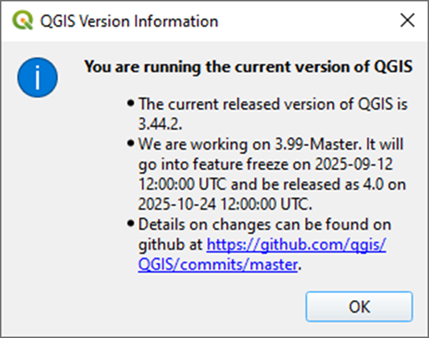 QGIS Version Information
You are running the current version of QGIS
• The current released version of QGIS is
3.44.2.
• We are working on 3.99-Master. It will
go into feature freeze on 2025-09-12
12:00:00 UTC and be released as 4.0 on
2025-10-24 12:00:00 UTC.
• Details on changes can be found on
github at https://github.com/qgis/
QGIS/commits/master.
OK